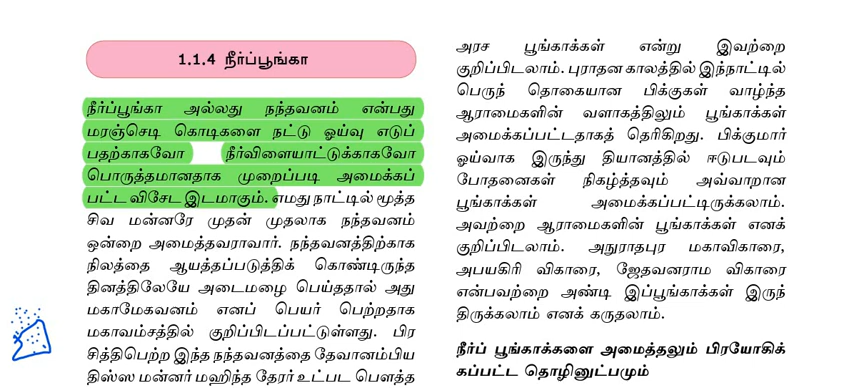 1.1.4 நீர்ப்பூங்கா
நீர்ப்பூங்கா அல்லது நந்தவனம் என்பது
மரஞ்செடி கொடிகளை நட்டு ஓய்வு எடுப்
பதற்காகவோ நீர்விளையாட்டுக்காகவோ
பொருத்தமானதாக முறைப்படி அமைக்கப்
பட்ட விசேட இடமாகும். எமது நாட்டில் மூத்த
சிவ மன்னரே முதன் முதலாக நந்தவனம்
ஒன்றை அமைத்தவராவார். நந்தவனத்திற்காக
நிலத்தை ஆயத்தப்படுத்திக் கொண்டிருந்த
தினத்திலேயே அடைமழை பெய்ததால் அது
மகாமேகவனம் எனப் பெயர் பெற்றதாக
மகாவம்சத்தில் குறிப்பிடப்பட்டுள்ளது. பிர
சித்திபெற்ற இந்த நந்தவனத்தை தேவானம்பிய
திஸ்ஸ மன்னர் மஹிந்த தேரர் உட்பட பௌத்த
அரச பூங்காக்கள் என்று இவற்றை
குறிப்பிடலாம். புராதன காலத்தில் இந்நாட்டில்
பெருந் தொகையான பிக்குகள் வாழ்ந்த
ஆராமைகளின் வளாகத்திலும் பூங்காக்கள்
அமைக்கப்பட்டதாகத் தெரிகிறது. பிக்குமார்
ஓய்வாக இருந்து தியானத்தில் ஈடுபடவும்
போதனைகள் நிகழ்த்தவும் அவ்வாறான
பூங்காக்கள் அமைக்கப்பட்டிருக்கலாம்.
அவற்றை ஆராமைகளின் பூங்காக்கள் எனக்
குறிப்பிடலாம். அநுராதபுர மகாவிகாரை,
அபயகிரி விகாரை, ஜேதவனராம விகாரை
என்பவற்றை அண்டி இப்பூங்காக்கள் இருந்
திருக்கலாம் எனக் கருதலாம்.
நீர்ப் பூங்காக்களை அமைத்தலும் பிரயோகிக்
கப்பட்ட தொழினுட்பமும்